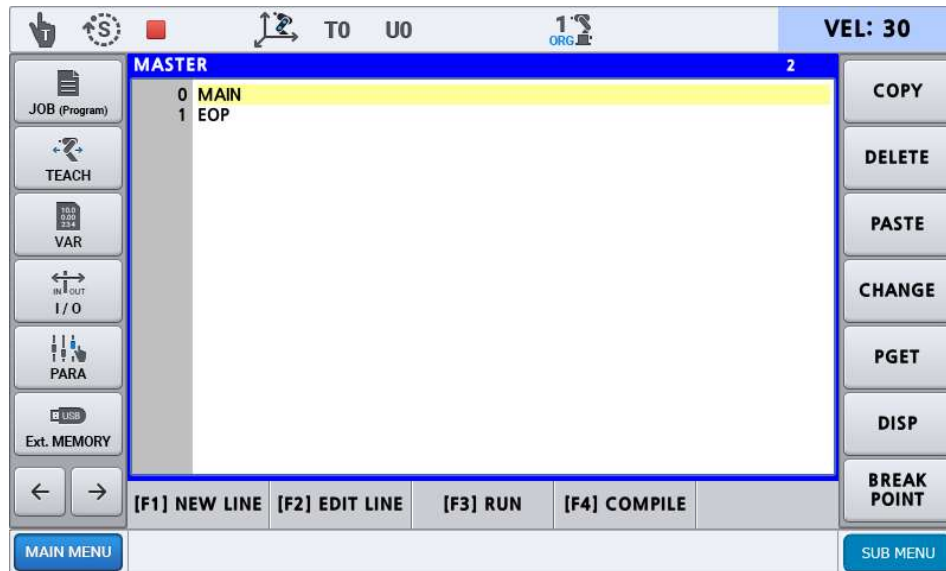 T
S
T0
U0
1
ORG
VEL: 30
JOB (Program)
TEACH
10.0
0.00
234
VAR
IN OUT
I / O
PARA
USB
Ext. MEMORY
← →
MAIN MENU
MASTER 2
0 MAIN
1 EOP
[F1] NEW LINE [F2] EDIT LINE [F3] RUN [F4] COMPILE
COPY
DELETE
PASTE
CHANGE
PGET
DISP
BREAK
POINT
SUB MENU